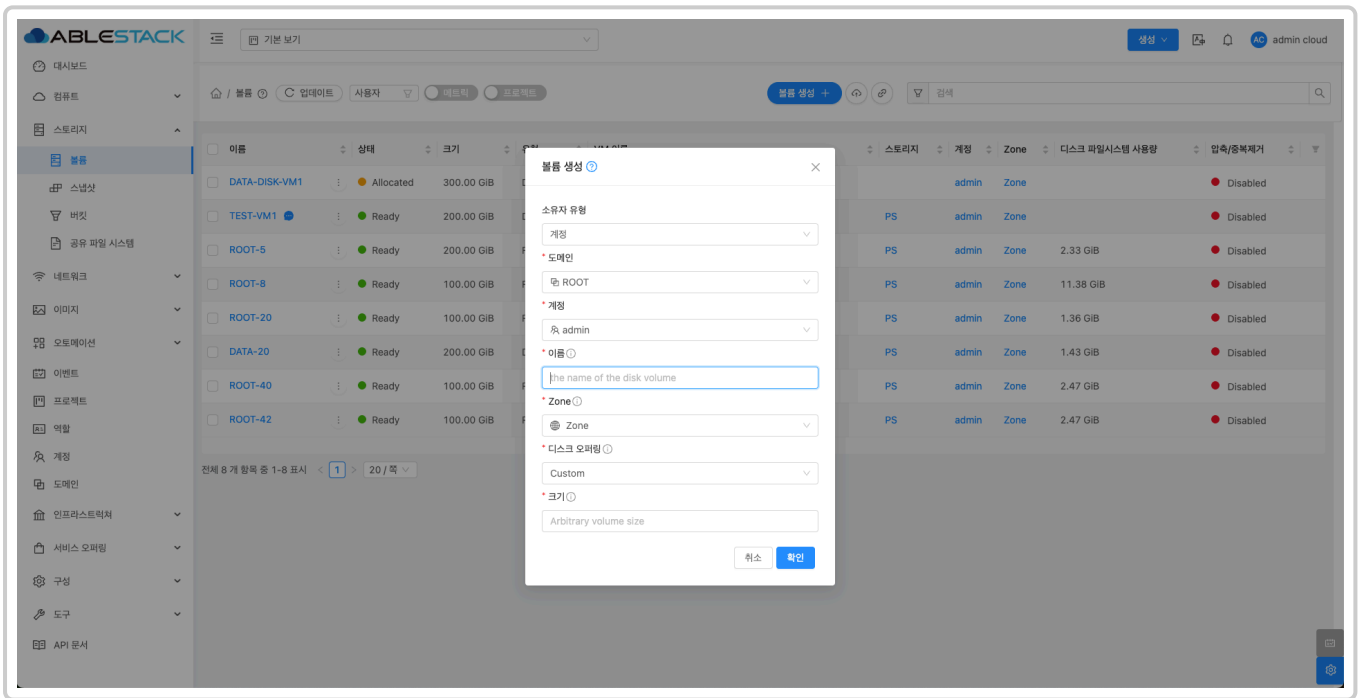 ABLESTACK
기본 보기
생성
AC admin cloud
대시보드
컴퓨트
스토리지
볼륨
스냅샷
버킷
공유 파일 시스템
네트워크
이미지
오토메이션
이벤트
프로젝트
역할
계정
도메인
인프라스트럭쳐
서비스 오퍼링
구성
도구
API 문서
/ 볼륨 업데이트 사용자 메트릭 프로젝트 볼륨 생성 + 검색
이름 상태 크기 스토리지 계정 Zone 디스크 파일시스템 사용량 압축/중복제거
DATA-DISK-VM1 Allocated 300.00 GiB admin Zone Disabled
TEST-VM1 Ready 200.00 GiB PS admin Zone Disabled
ROOT-5 Ready 200.00 GiB PS admin Zone 2.33 GiB Disabled
ROOT-8 Ready 100.00 GiB PS admin Zone 11.38 GiB Disabled
ROOT-20 Ready 100.00 GiB PS admin Zone 1.36 GiB Disabled
DATA-20 Ready 200.00 GiB PS admin Zone 1.43 GiB Disabled
ROOT-40 Ready 100.00 GiB PS admin Zone 2.47 GiB Disabled
ROOT-42 Ready 100.00 GiB PS admin Zone 2.47 GiB Disabled
전체 8 개 항목 중 1-8 표시 < 1 > 20 / 쪽
볼륨 생성
소유자 유형
계정
* 도메인
ROOT
* 계정
admin
* 이름
the name of the disk volume
* Zone
Zone
* 디스크 오퍼링
Custom
* 크기
Arbitrary volume size
취소 확인